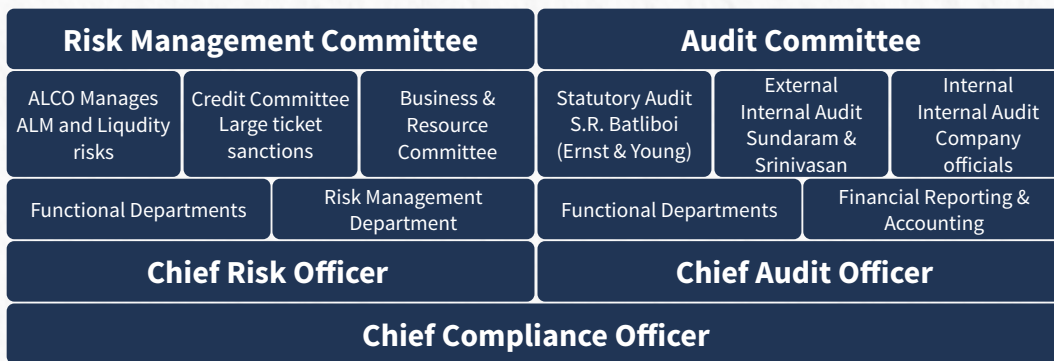 Risk Management Committee
Audit Committee
ALCO Manages
ALM and Liqudity
risks
Credit Committee
Large ticket
sanctions
Business &
Resource
Committee
Statutory Audit
S.R. Batliboi
(Ernst & Young)
External
Internal Audit
Sundaram &
Srinivasan
Internal
Internal Audit
Company
officials
Functional Departments
Risk Management
Department
Functional Departments
Financial Reporting &
Accounting
Chief Risk Officer
Chief Audit Officer
Chief Compliance Officer